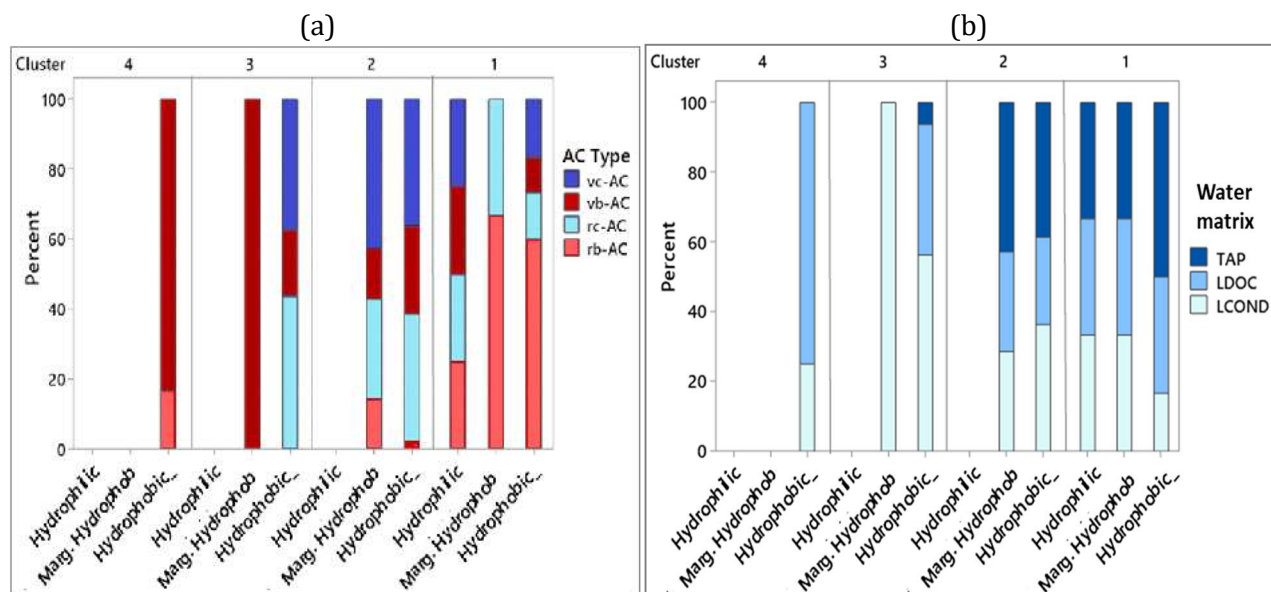 (a)
Cluster 4 3 2 1
100
80
60
40
20
0
Percent
AC Type
vc-AC
vb-AC
rc-AC
rb-AC
Hydrophilic
Marg. Hydrophob
Hydrophobic_
Hydrophilic
Marg. Hydrophob
Hydrophobic_
Hydrophilic
Marg. Hydrophob
Hydrophobic_
Hydrophilic
Marg. Hydrophob
Hydrophobic_
(b)
Cluster 4 3 2 1
100
80
60
40
20
0
Percent
Water
matrix
TAP
LDOC
LCOND
Hydrophilic
Marg. Hydrophob
Hydrophobic_
Hydrophilic
Marg. Hydrophob
Hydrophobic_
Hydrophilic
Marg. Hydrophob
Hydrophobic_
Hydrophilic
Marg. Hydrophob
Hydrophobic_